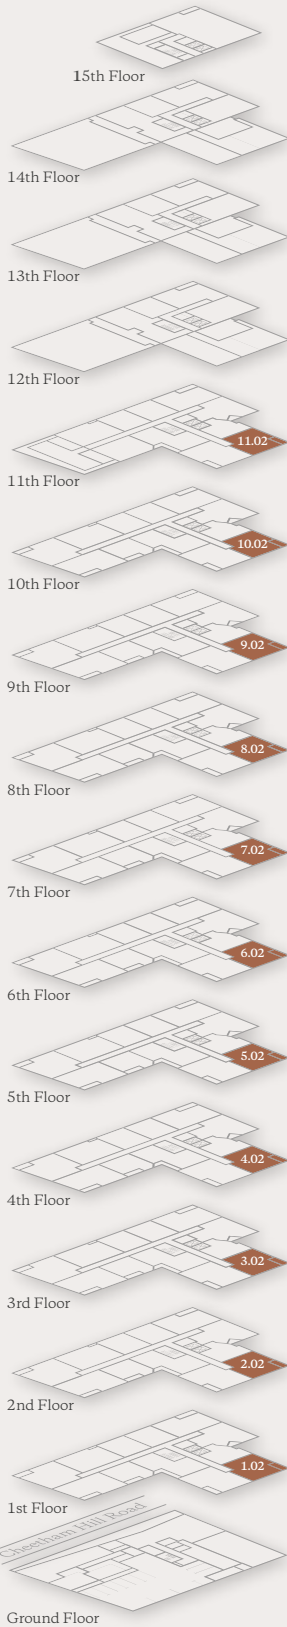 15th Floor
14th Floor
13th Floor
12th Floor
11.02
11th Floor
10.02
10th Floor
9.02
9th Floor
8.02
8th Floor
7.02
7th Floor
6.02
6th Floor
5.02
5th Floor
4.02
4th Floor
3.02
3rd Floor
2.02
2nd Floor
1.02
1st Floor
Cheetham Hill Road
Ground Floor